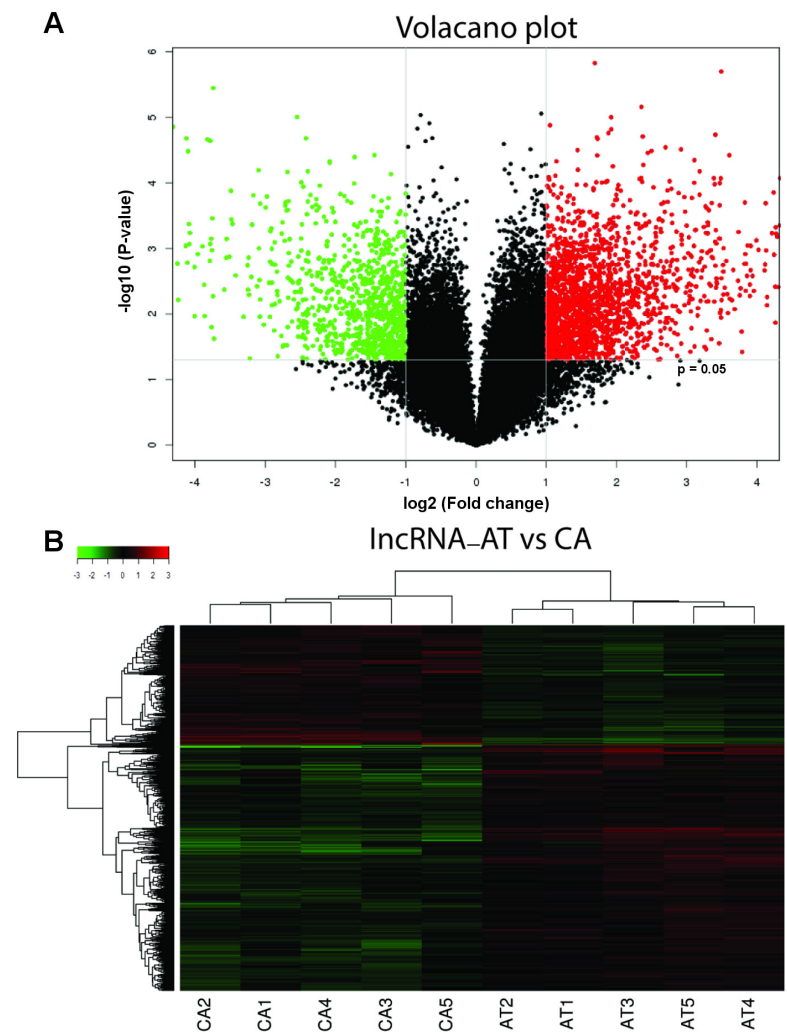 A
Volacano plot
6
5
4
3
2
1
0
-log10 (P-value)
p = 0.05
-4 -3 -2 -1 0 1 2 3 4
log2 (Fold change)
B
lncRNA–AT vs CA
-3 -2 -1 0 1 2 3
CA2 CA1 CA4 CA3 CA5 AT2 AT1 AT3 AT5 AT4